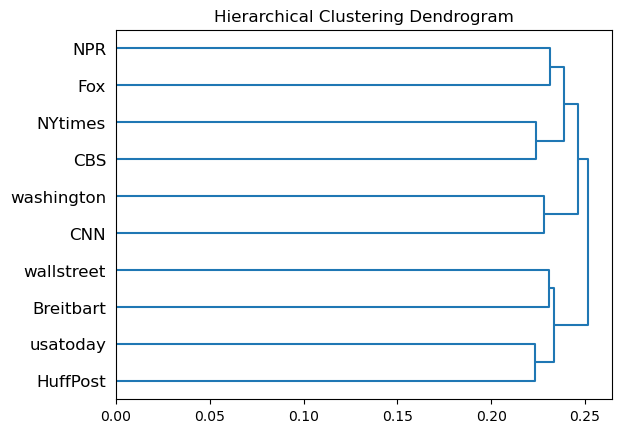 Hierarchical Clustering Dendrogram
NPR
Fox
NYtimes
CBS
washington
CNN
wallstreet
Breitbart
usatoday
HuffPost
0.00 0.05 0.10 0.15 0.20 0.25